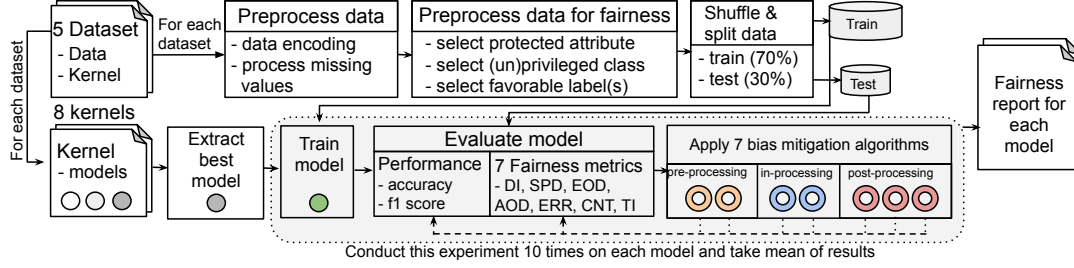 5 Dataset
- Data
- Kernel
For each
dataset
Preprocess data
- data encoding
- process missing
values
Preprocess data for fairness
- select protected attribute
- select (un)privileged class
- select favorable label(s)
Shuffle &
split data
- train (70%)
- test (30%)
Train
Test
For each dataset
8 kernels
Kernel
- models
Extract
best
model
Train
model
Evaluate model
Performance
- accuracy
- f1 score
7 Fairness metrics
- DI, SPD, EOD,
AOD, ERR, CNT, TI
Apply 7 bias mitigation algorithms
pre-processing
in-processing
post-processing
Fairness
report for
each
model
Conduct this experiment 10 times on each model and take mean of results